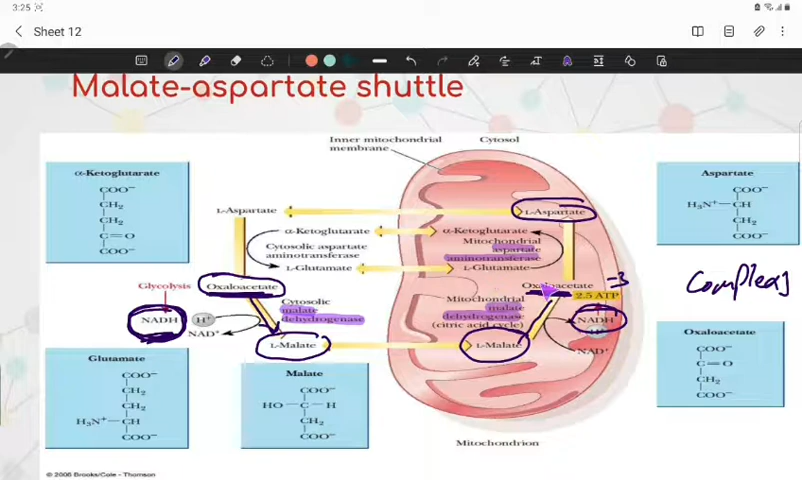 3:25
Sheet 12
Malate-aspartate shuttle
Inner mitochondrial
membrane
Cytosol
α-Ketoglutarate
COO⁻
CH₂
CH₂
C=O
COO⁻
Aspartate
COO⁻
H₃N⁺—CH
CH₂
COO⁻
L-Aspartate
L-Aspartate
α-Ketoglutarate
α-Ketoglutarate
Cytosolic aspartate
aminotransferase
Mitochondrial
aspartate
aminotransferase
L-Glutamate
L-Glutamate
Glycolysis
Oxaloacetate
Oxaloacetate
=3
2.5 ATP
NADH
H⁺
NAD⁺
Cytosolic
malate
dehydrogenase
Mitochondrial
malate
dehydrogenase
(citric acid cycle)
NADH
H⁺
NAD⁺
L-Malate
L-Malate
Oxaloacetate
COO⁻
C=O
CH₂
COO⁻
Glutamate
COO⁻
CH₂
CH₂
H₃N⁺—CH
COO⁻
Malate
COO⁻
HO—C—H
CH₂
COO⁻
Mitochondrion
© 2006 Brooks/Cole - Thomson